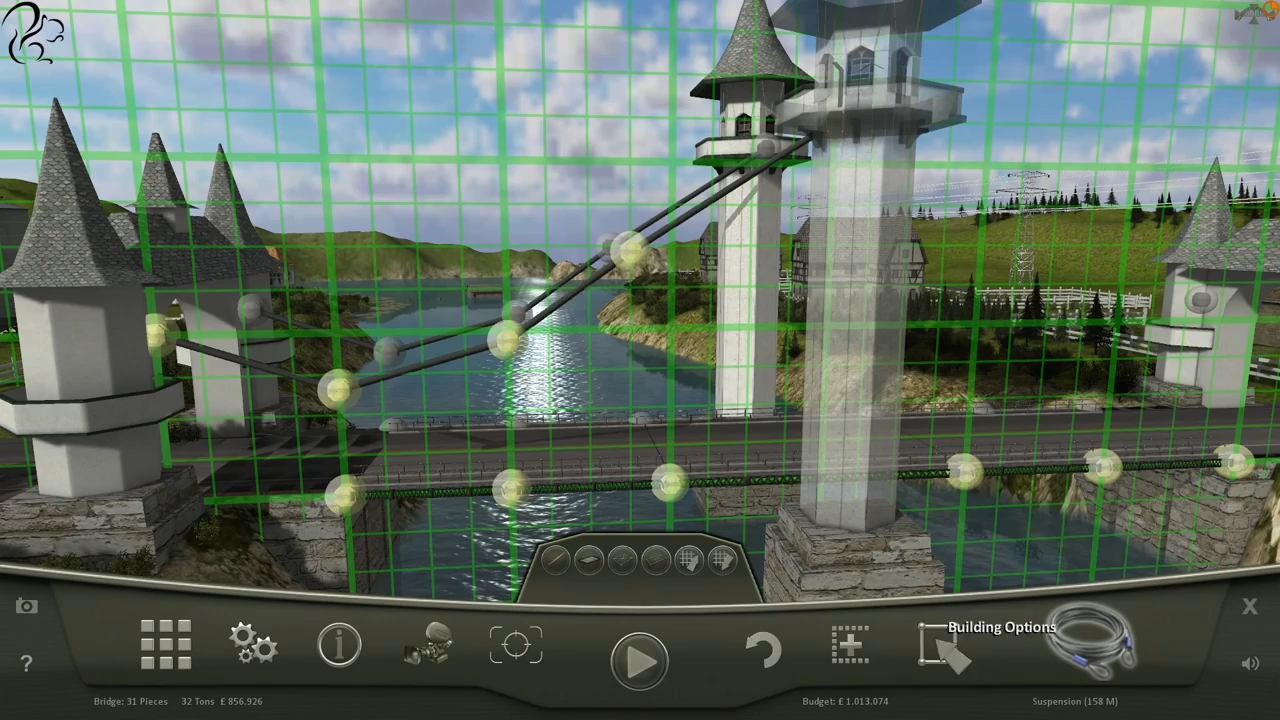 Building Options
Bridge: 31 Pieces 32 Tons £ 856.926
Budget: £ 1.013.074
Suspension (158 M)
X
?